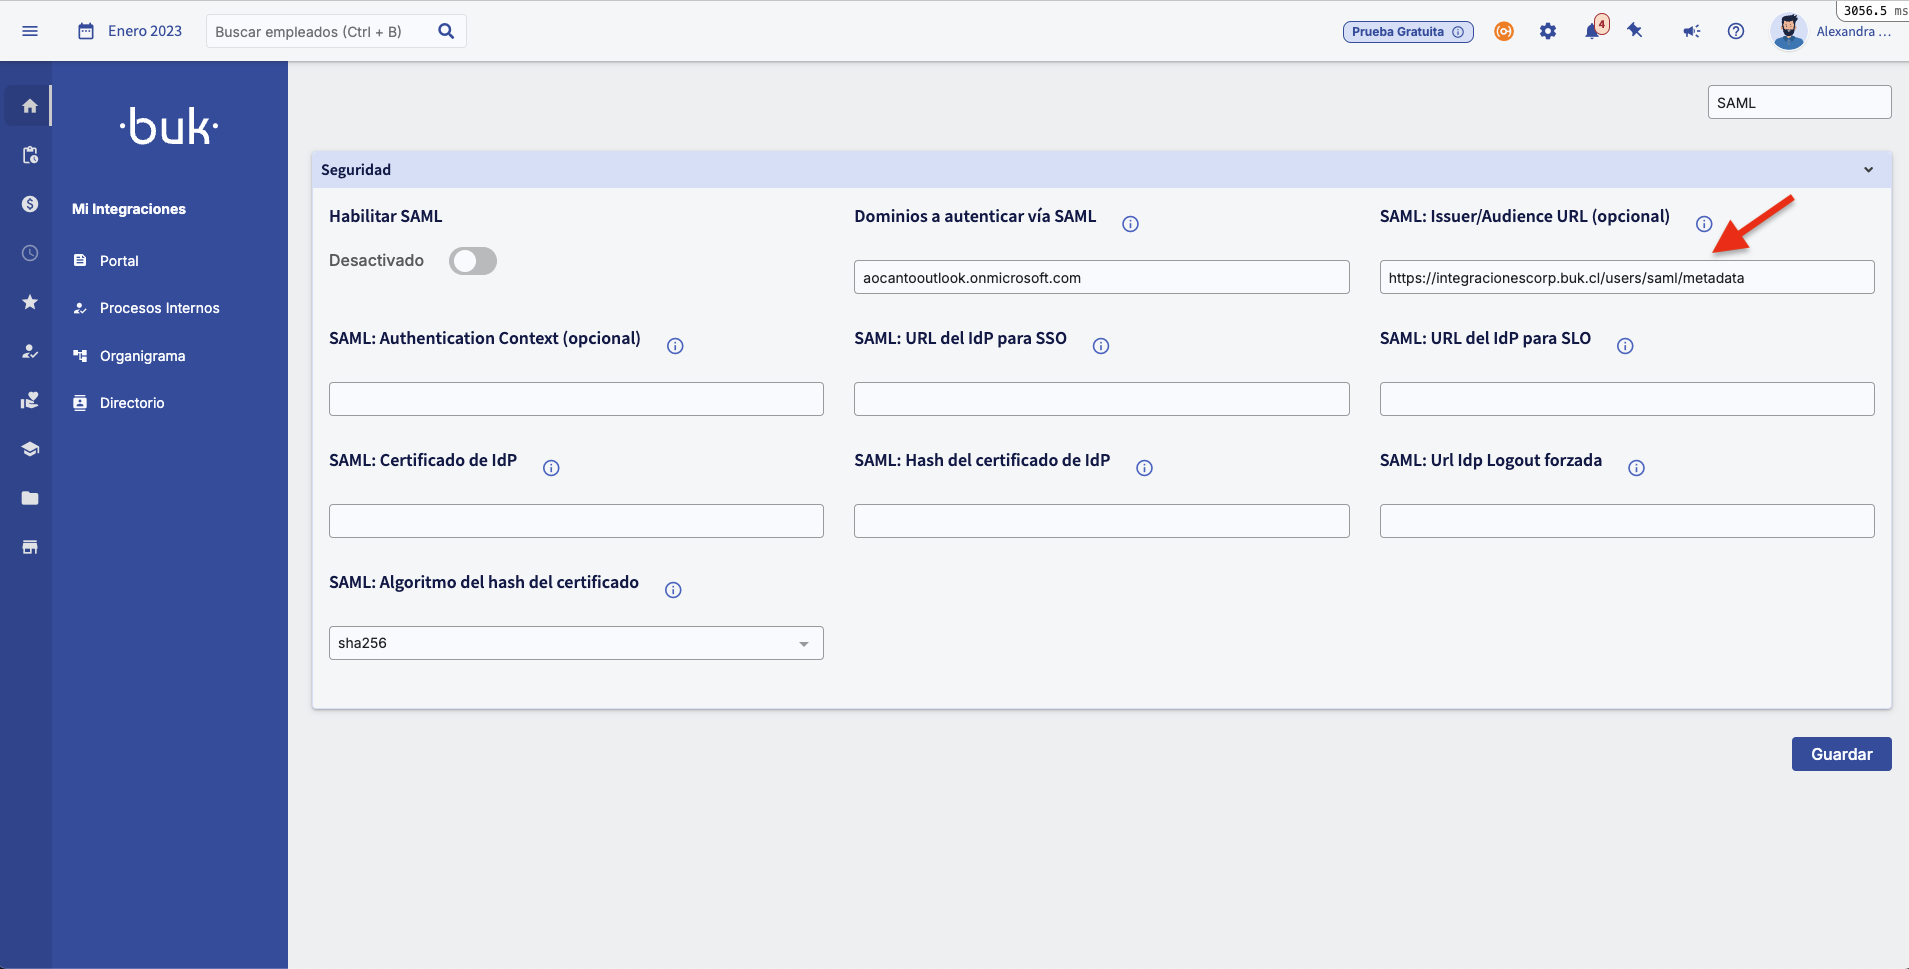 3056.5 ms
Enero 2023
Buscar empleados (Ctrl + B)
Prueba Gratuita
4
Alexandra ...
·buk·
Mi Integraciones
Portal
Procesos Internos
Organigrama
Directorio
SAML
Seguridad
Habilitar SAML
Desactivado
Dominios a autenticar vía SAML
aocantooutlook.onmicrosoft.com
SAML: Issuer/Audience URL (opcional)
https://integracionescorp.buk.cl/users/saml/metadata
SAML: Authentication Context (opcional)
SAML: URL del IdP para SSO
SAML: URL del IdP para SLO
SAML: Certificado de IdP
SAML: Hash del certificado de IdP
SAML: Url Idp Logout forzada
SAML: Algoritmo del hash del certificado
sha256
Guardar